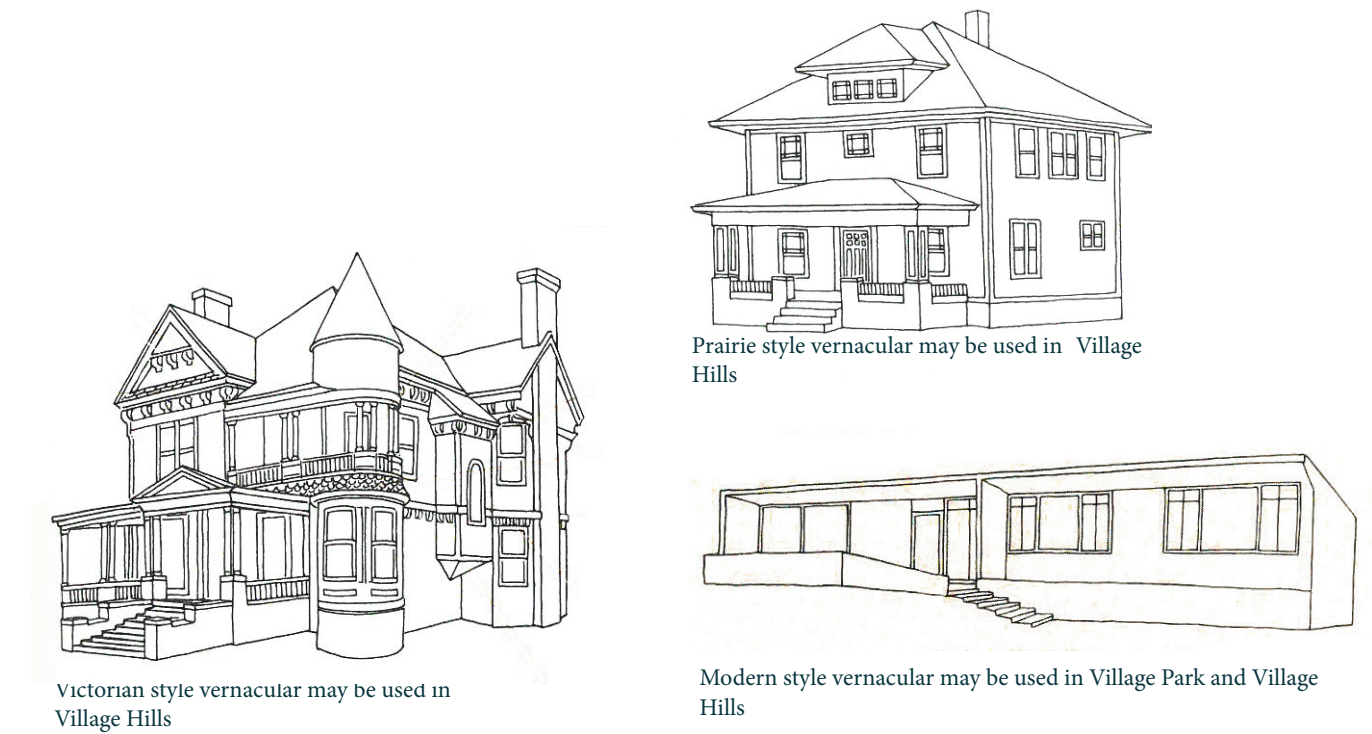 Prairie style vernacular may be used in Village
Hills
Victorian style vernacular may be used in
Village Hills
Modern style vernacular may be used in Village Park and Village
Hills